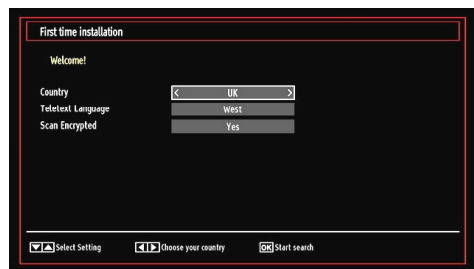 First time installation
Welcome!
Country < UK >
Teletext Language West
Scan Encrypted Yes
Select Setting Choose your country OK Start search